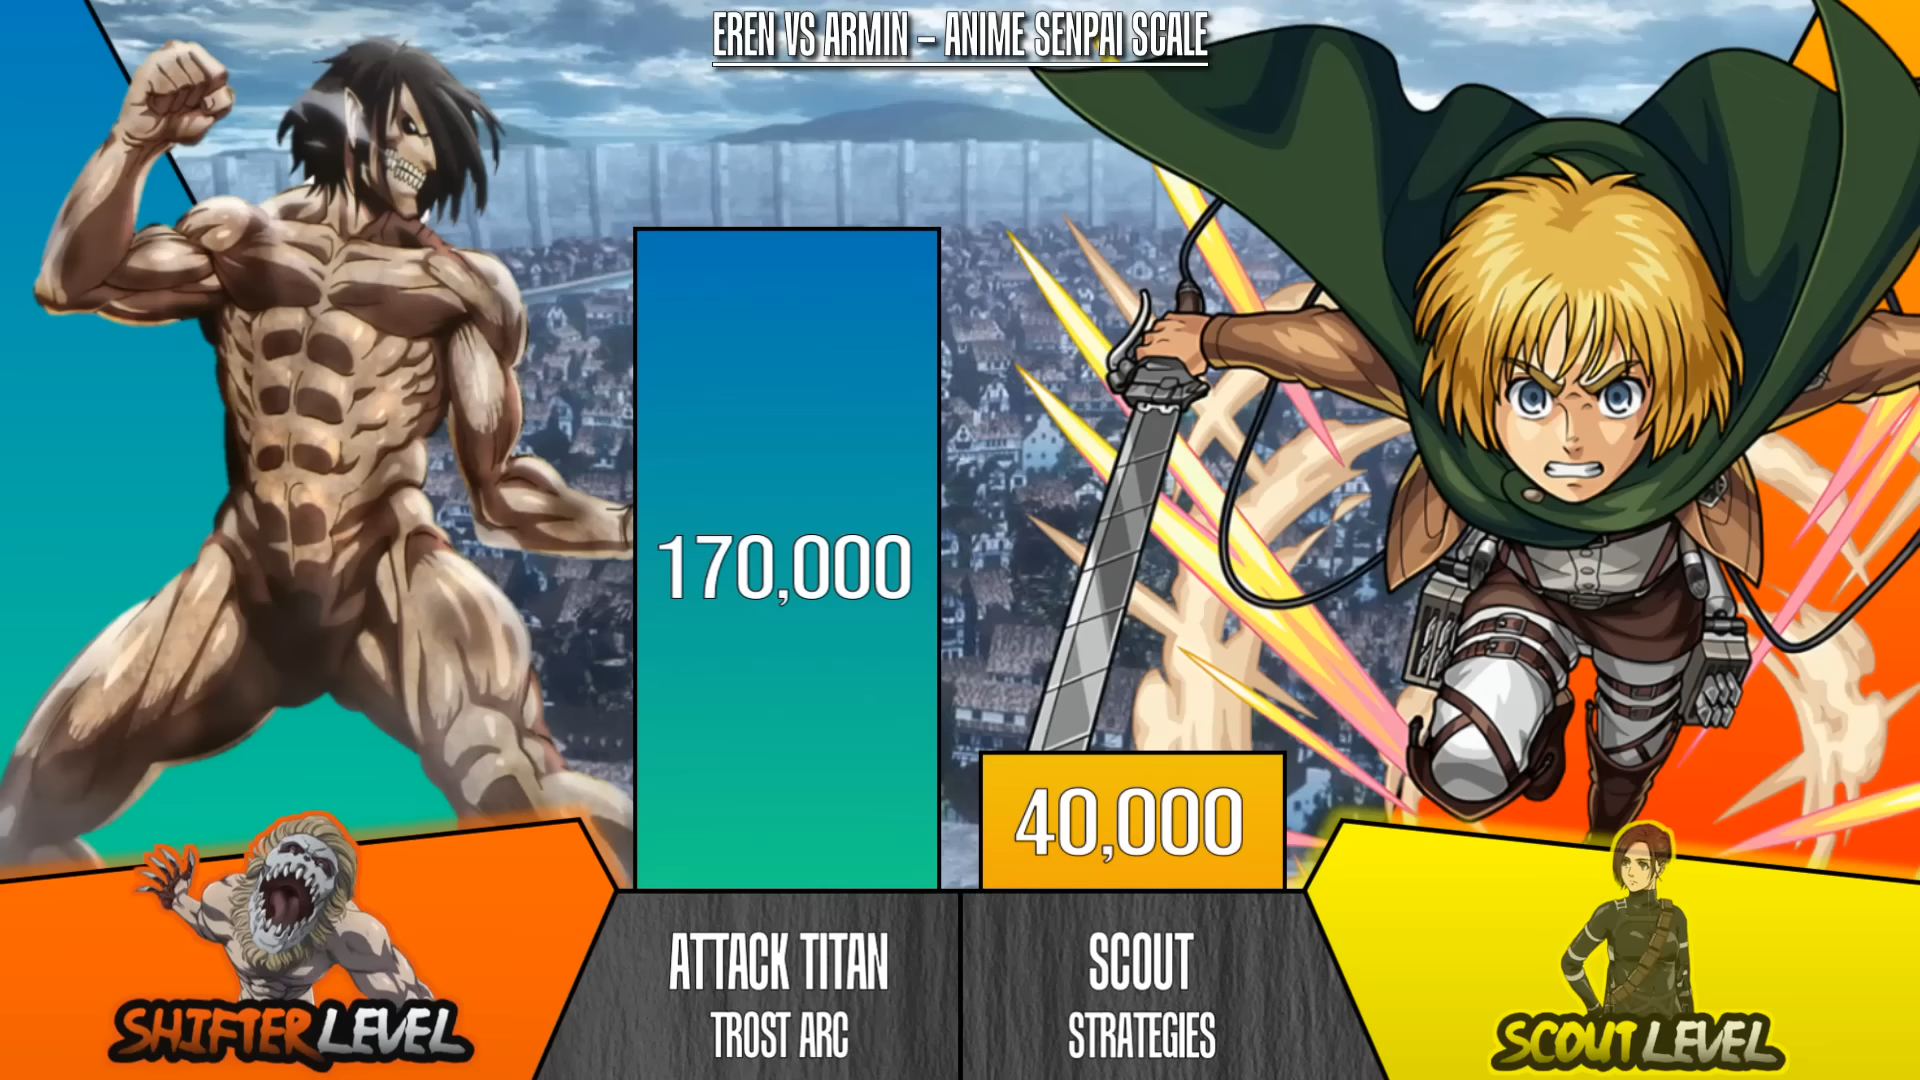 EREN VS ARMIN – ANIME SENPAI SCALE
170,000
40,000
ATTACK TITAN
TROST ARC
SCOUT
STRATEGIES
SHIFTER LEVEL
SCOUT LEVEL